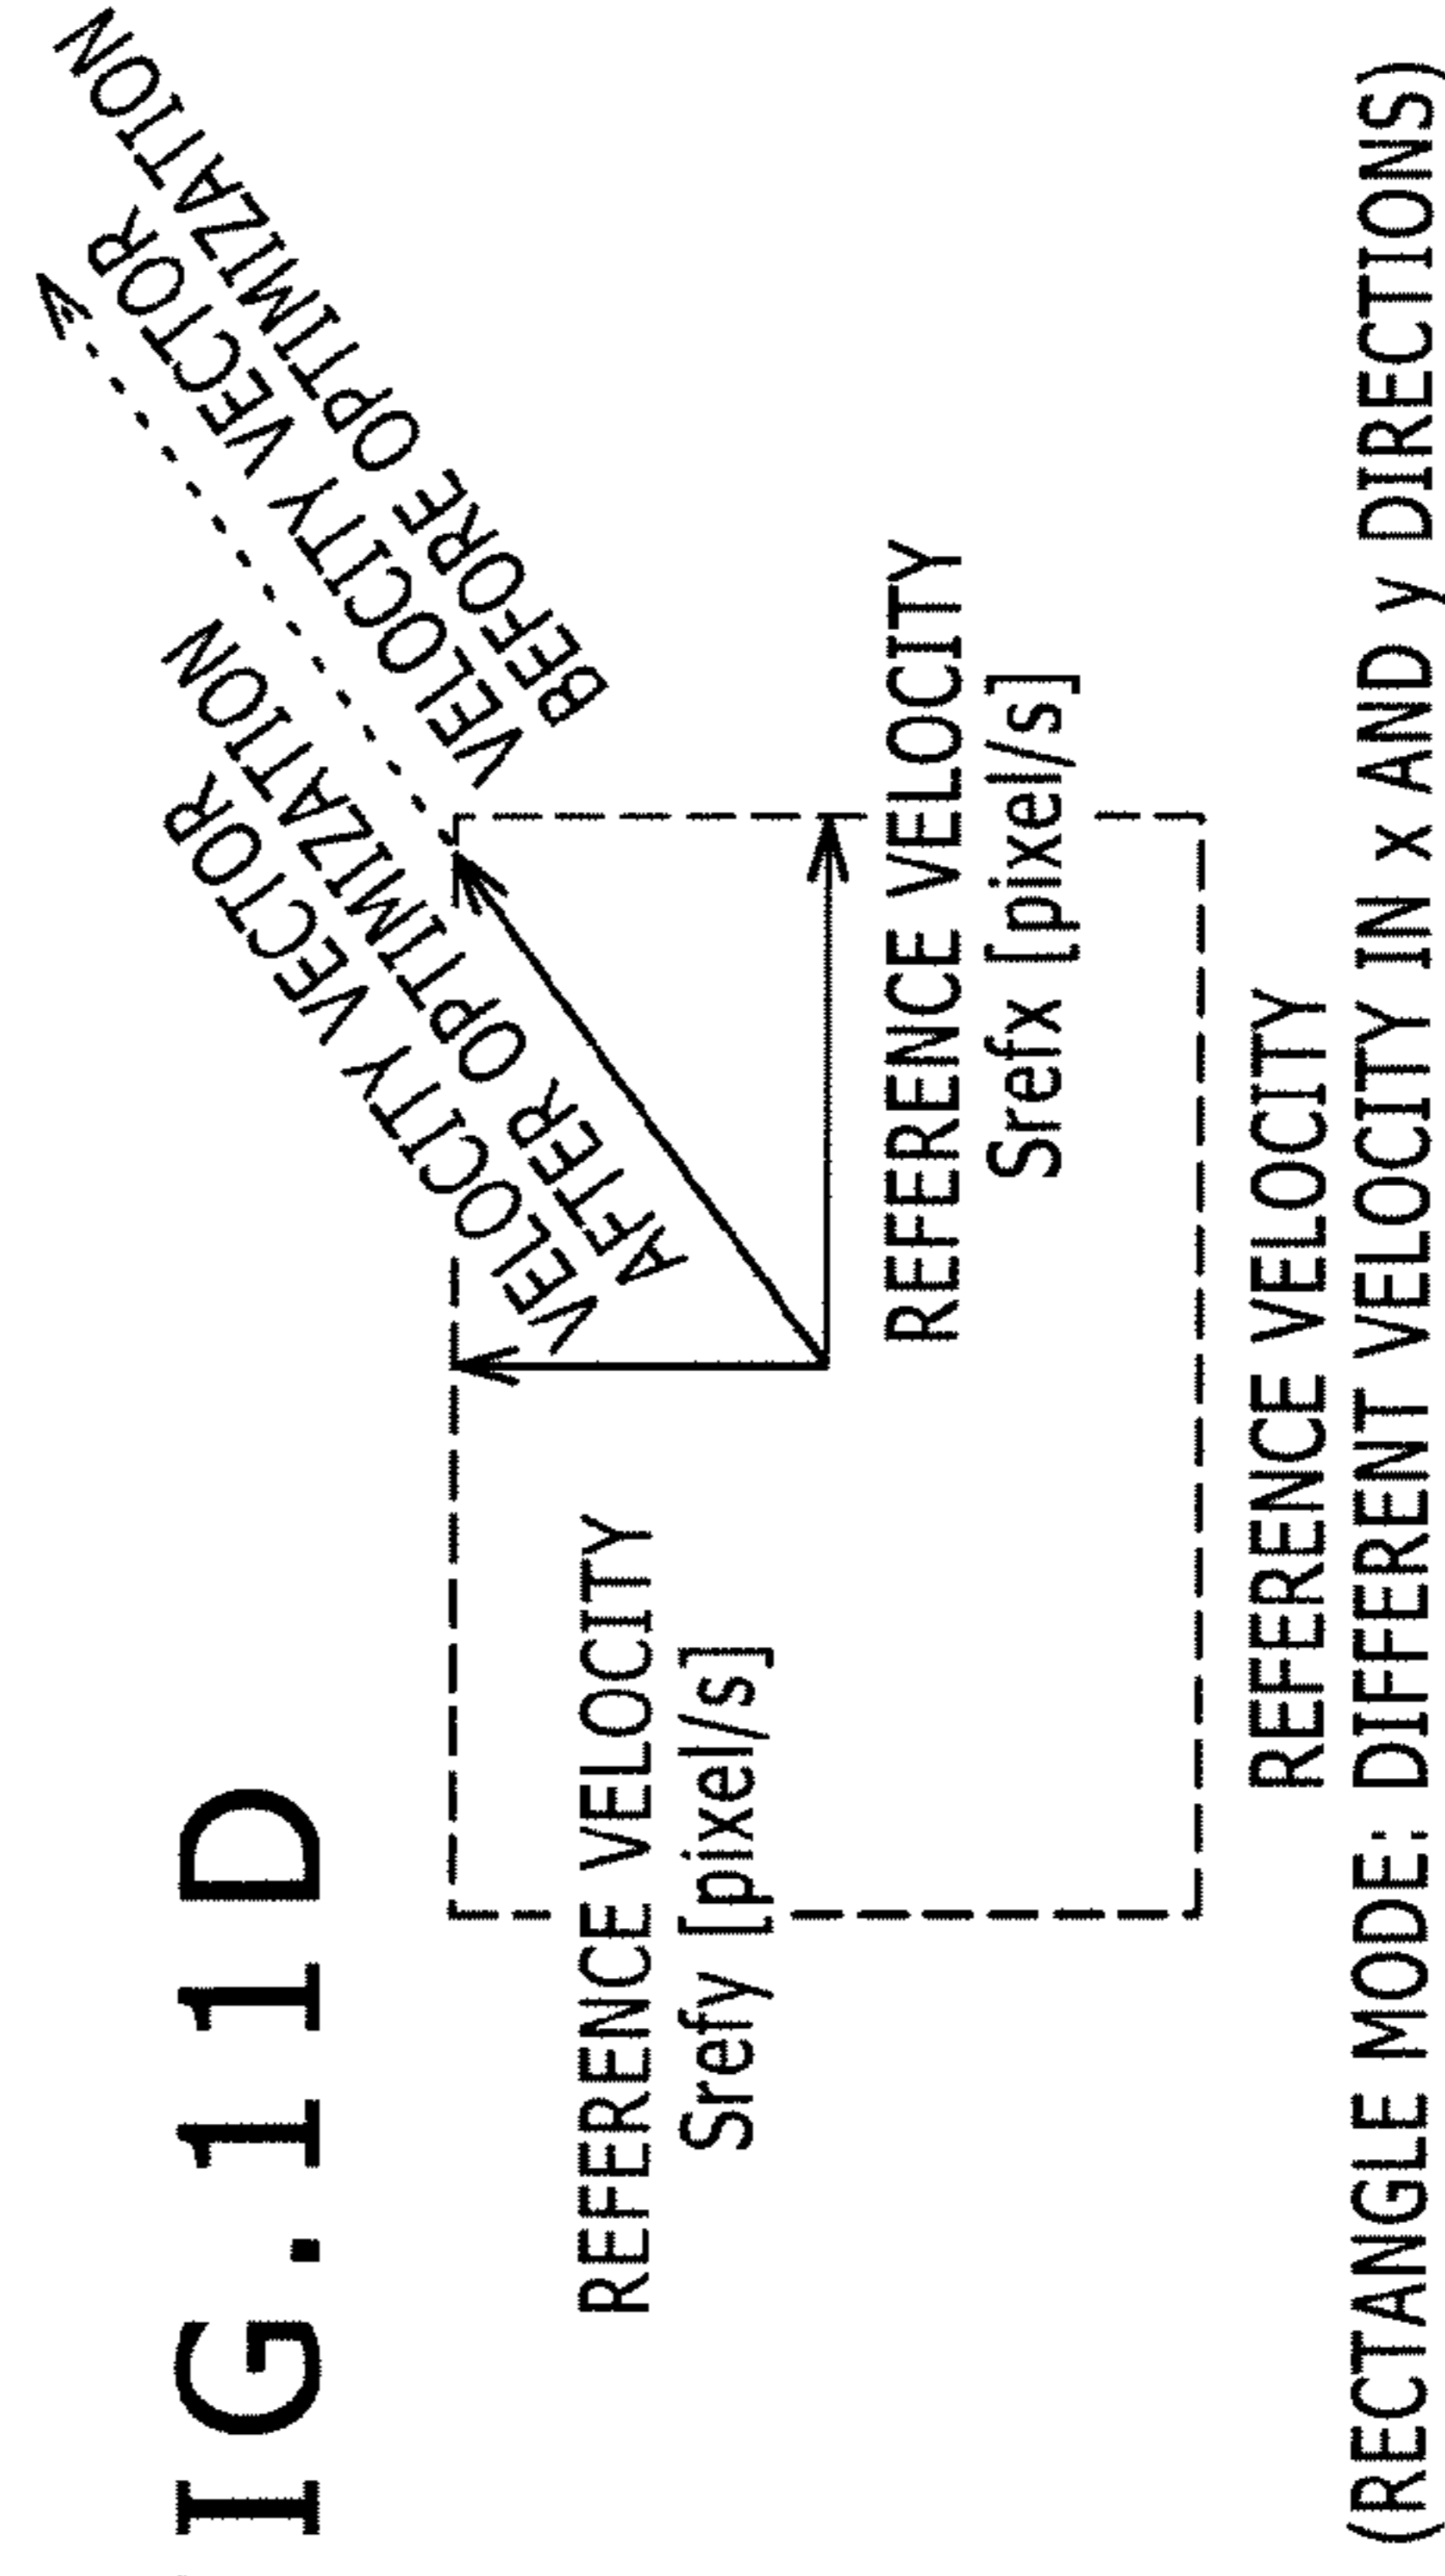 IG.11D
VELOCITY VECTOR
AFTER OPTIMIZATION
VELOCITY VECTOR
BEFORE OPTIMIZATION
REFERENCE VELOCITY
Srefy [pixel/s]
REFERENCE VELOCITY
Srefx [pixel/s]
REFERENCE VELOCITY
(RECTANGLE MODE: DIFFERENT VELOCITY IN x AND y DIRECTIONS)